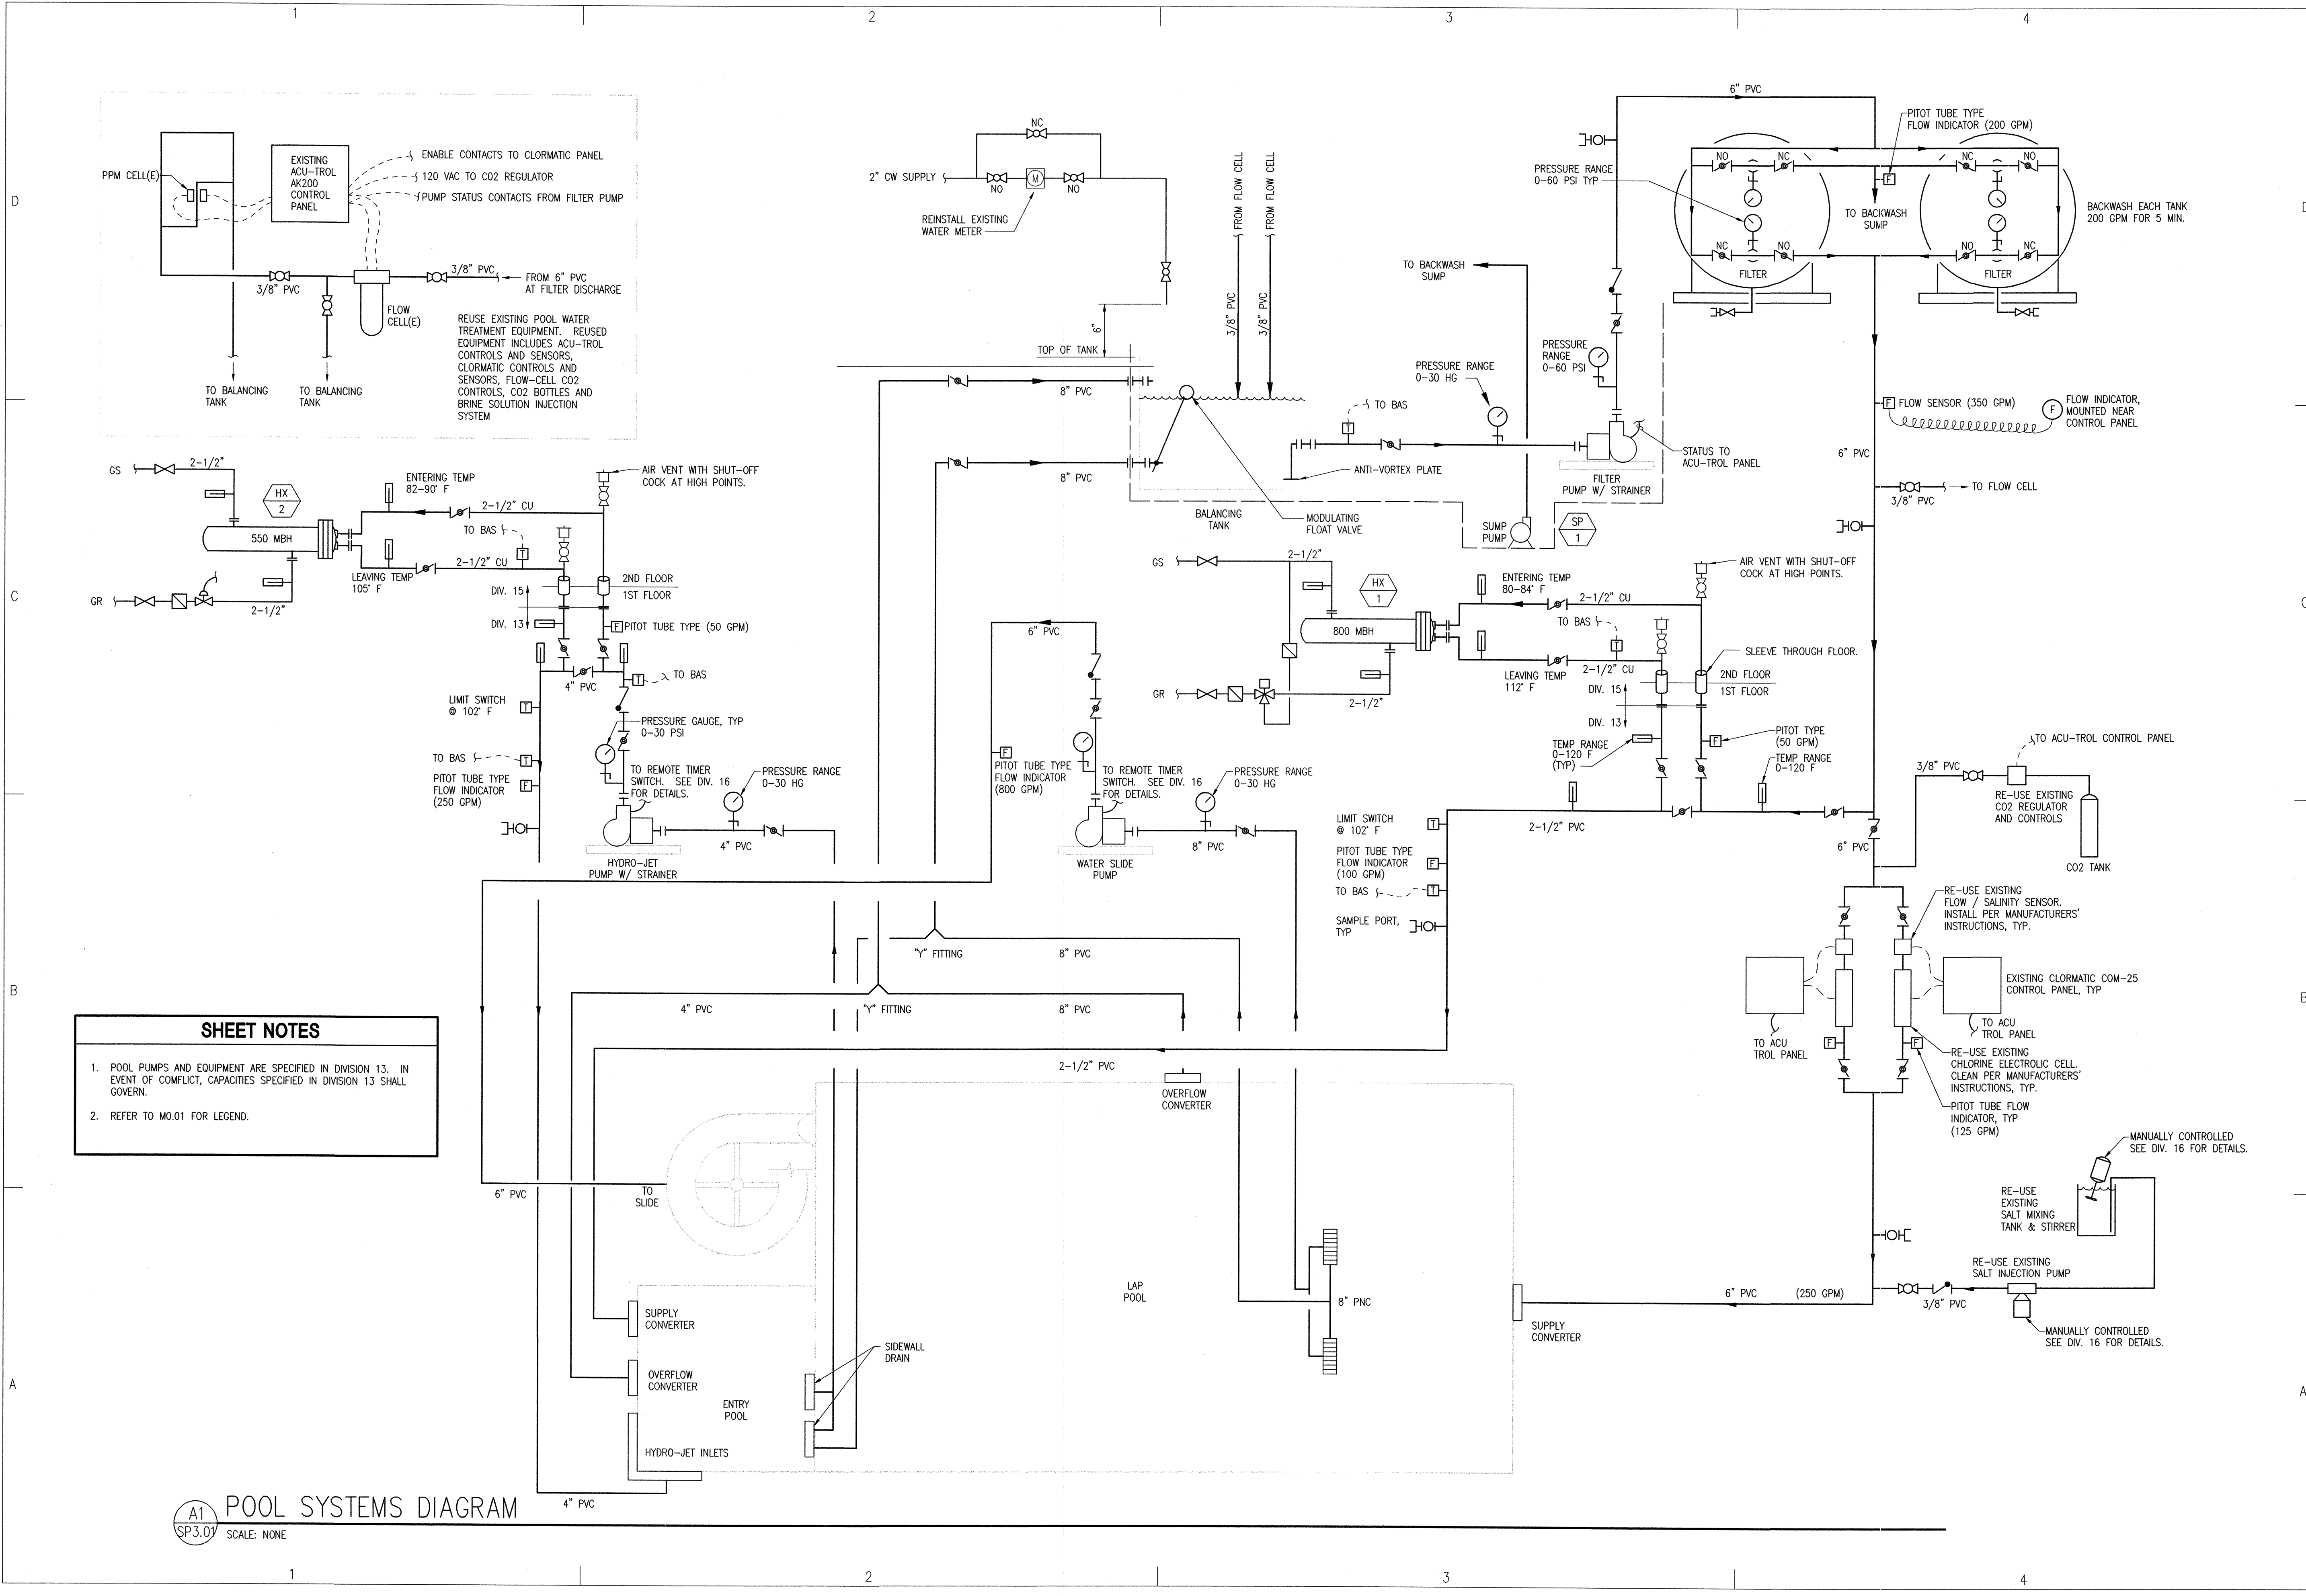 1
2
3
4
D
C
B
A
PPM CELL(E)
EXISTING
ACU-TROL
AK200
CONTROL
PANEL
ENABLE CONTACTS TO CLORMATIC PANEL
120 VAC TO CO2 REGULATOR
PUMP STATUS CONTACTS FROM FILTER PUMP
3/8" PVC
3/8" PVC
FROM 6" PVC
AT FILTER DISCHARGE
FLOW
CELL(E)
TO BALANCING
TANK
TO BALANCING
TANK
REUSE EXISTING POOL WATER
TREATMENT EQUIPMENT. REUSED
EQUIPMENT INCLUDES ACU-TROL
CONTROLS AND SENSORS,
CLORMATIC CONTROLS AND
SENSORS, FLOW-CELL CO2
CONTROLS, CO2 BOTTLES AND
BRINE SOLUTION INJECTION
SYSTEM
NC
2" CW SUPPLY
NO
M
NO
REINSTALL EXISTING
WATER METER
6"
TOP OF TANK
FROM FLOW CELL
FROM FLOW CELL
3/8" PVC
3/8" PVC
8" PVC
8" PVC
BALANCING
TANK
MODULATING
FLOAT VALVE
ANTI-VORTEX PLATE
TO BACKWASH
SUMP
PRESSURE RANGE
0-30 HG
T
TO BAS
PRESSURE
RANGE
0-60 PSI
FILTER
PUMP W/ STRAINER
STATUS TO
ACU-TROL PANEL
SUMP
PUMP
SP
1
6" PVC
PITOT TUBE TYPE
FLOW INDICATOR (200 GPM)
PRESSURE RANGE
0-60 PSI TYP
NO
NC
NC
NO
F
TO BACKWASH
SUMP
NC
NO
NO
NC
FILTER
FILTER
BACKWASH EACH TANK
200 GPM FOR 5 MIN.
F
FLOW SENSOR (350 GPM)
F
FLOW INDICATOR,
MOUNTED NEAR
CONTROL PANEL
6" PVC
TO FLOW CELL
3/8" PVC
GS
2-1/2"
HX
2
550 MBH
GR
2-1/2"
ENTERING TEMP
82-90° F
2-1/2" CU
TO BAS
T
LEAVING TEMP
105° F
2-1/2" CU
AIR VENT WITH SHUT-OFF
COCK AT HIGH POINTS.
2ND FLOOR
1ST FLOOR
DIV. 15
DIV. 13
F
PITOT TUBE TYPE (50 GPM)
4" PVC
T
TO BAS
LIMIT SWITCH
@ 102° F
T
PRESSURE GAUGE, TYP
0-30 PSI
TO BAS
T
PITOT TUBE TYPE
FLOW INDICATOR
(250 GPM)
F
TO REMOTE TIMER
SWITCH. SEE DIV. 16
FOR DETAILS.
PRESSURE RANGE
0-30 HG
4" PVC
HYDRO-JET
PUMP W/ STRAINER
6" PVC
F
PITOT TUBE TYPE
FLOW INDICATOR
(800 GPM)
TO REMOTE TIMER
SWITCH. SEE DIV. 16
FOR DETAILS.
PRESSURE RANGE
0-30 HG
8" PVC
WATER SLIDE
PUMP
GS
2-1/2"
HX
1
800 MBH
GR
2-1/2"
ENTERING TEMP
80-84° F
2-1/2" CU
TO BAS
T
LEAVING TEMP
112° F
2-1/2" CU
AIR VENT WITH SHUT-OFF
COCK AT HIGH POINTS.
SLEEVE THROUGH FLOOR.
2ND FLOOR
1ST FLOOR
DIV. 15
DIV. 13
F
PITOT TYPE
(50 GPM)
TEMP RANGE
0-120 F
(TYP)
TEMP RANGE
0-120 F
2-1/2" PVC
LIMIT SWITCH
@ 102° F
T
PITOT TUBE TYPE
FLOW INDICATOR
(100 GPM)
F
TO BAS
T
SAMPLE PORT,
TYP
TO ACU-TROL CONTROL PANEL
3/8" PVC
RE-USE EXISTING
CO2 REGULATOR
AND CONTROLS
CO2 TANK
6" PVC
RE-USE EXISTING
FLOW / SALINITY SENSOR.
INSTALL PER MANUFACTURERS'
INSTRUCTIONS, TYP.
EXISTING CLORMATIC COM-25
CONTROL PANEL, TYP
TO ACU
TROL PANEL
TO ACU
TROL PANEL
F
F
RE-USE EXISTING
CHLORINE ELECTROLIC CELL.
CLEAN PER MANUFACTURERS'
INSTRUCTIONS, TYP.
PITOT TUBE FLOW
INDICATOR, TYP
(125 GPM)
MANUALLY CONTROLLED
SEE DIV. 16 FOR DETAILS.
RE-USE
EXISTING
SALT MIXING
TANK & STIRRER
RE-USE EXISTING
SALT INJECTION PUMP
3/8" PVC
MANUALLY CONTROLLED
SEE DIV. 16 FOR DETAILS.
6" PVC
(250 GPM)
SUPPLY
CONVERTER
"Y" FITTING
8" PVC
4" PVC
"Y" FITTING
8" PVC
2-1/2" PVC
OVERFLOW
CONVERTER
6" PVC
TO
SLIDE
LAP
POOL
8" PNC
SUPPLY
CONVERTER
OVERFLOW
CONVERTER
SIDEWALL
DRAIN
ENTRY
POOL
HYDRO-JET INLETS
4" PVC
SHEET NOTES
1. POOL PUMPS AND EQUIPMENT ARE SPECIFIED IN DIVISION 13. IN
EVENT OF COMFLICT, CAPACITIES SPECIFIED IN DIVISION 13 SHALL
GOVERN.
2. REFER TO M0.01 FOR LEGEND.
A1
SP3.01
POOL SYSTEMS DIAGRAM
SCALE: NONE
D
C
B
A
1
2
3
4